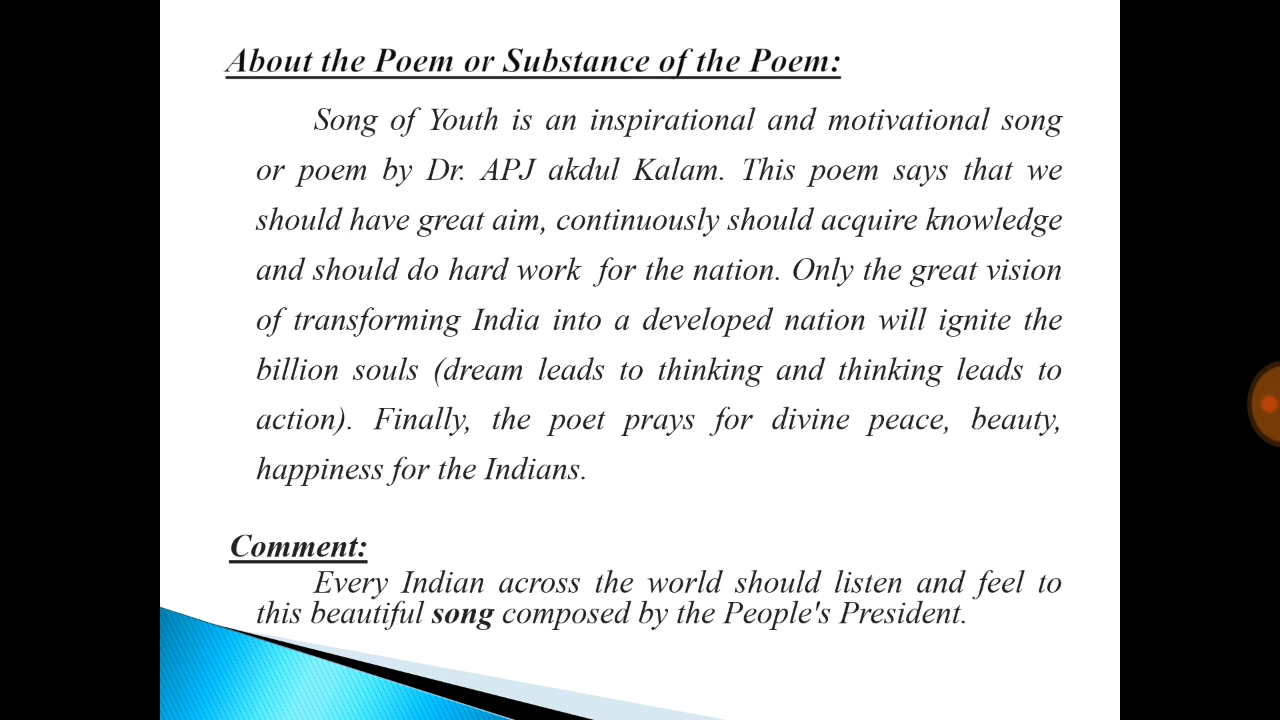 About the Poem or Substance of the Poem:
Song of Youth is an inspirational and motivational song
or poem by Dr. APJ akdul Kalam. This poem says that we
should have great aim, continuously should acquire knowledge
and should do hard work for the nation. Only the great vision
of transforming India into a developed nation will ignite the
billion souls (dream leads to thinking and thinking leads to
action). Finally, the poet prays for divine peace, beauty,
happiness for the Indians.
Comment:
Every Indian across the world should listen and feel to
this beautiful song composed by the People's President.